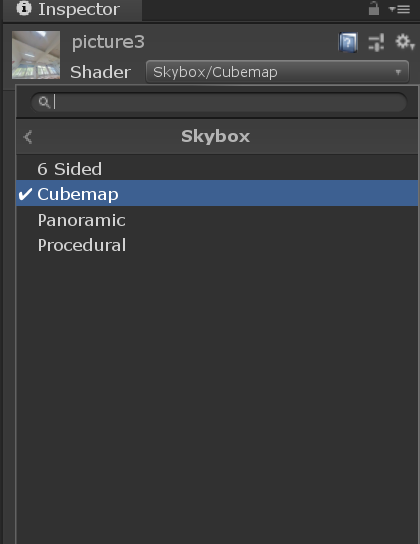 Inspector
picture3
Shader Skybox/Cubemap
Skybox
6 Sided
Cubemap
Panoramic
Procedural